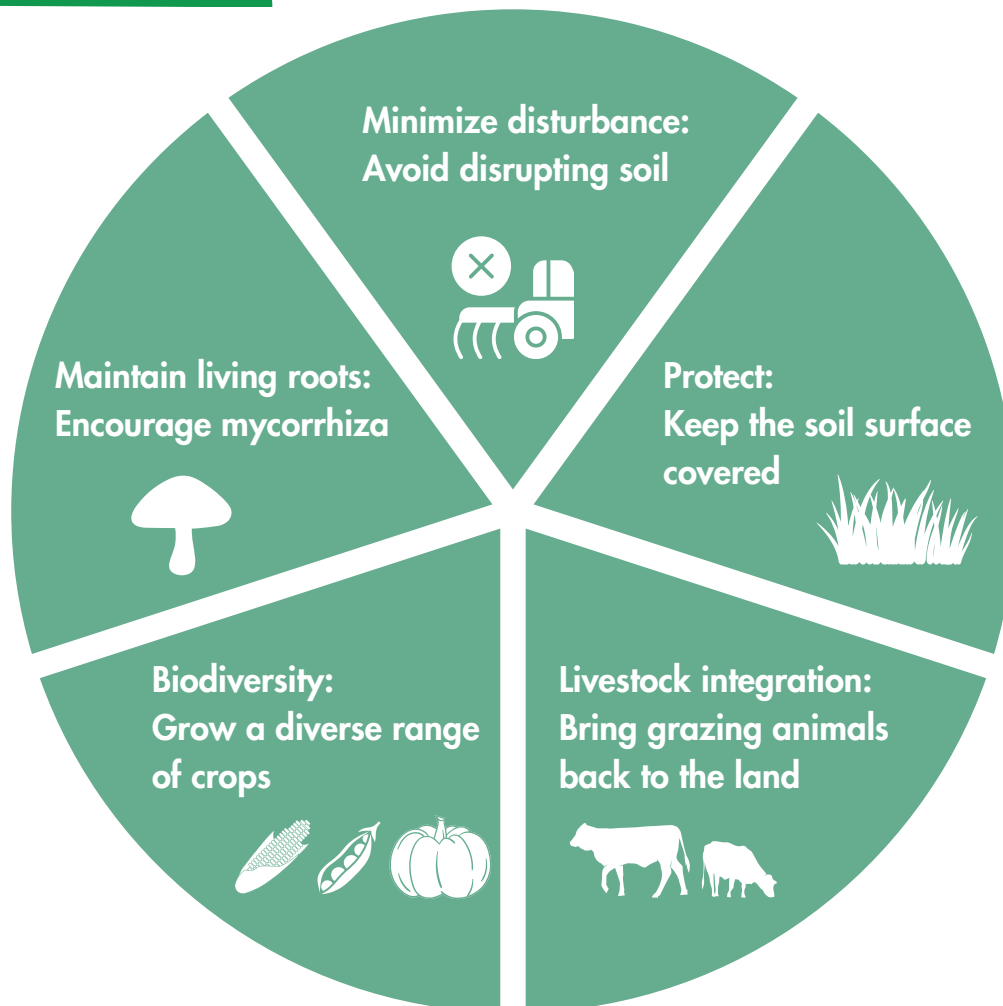 Minimize disturbance:
Avoid disrupting soil
Protect:
Keep the soil surface
covered
Livestock integration:
Bring grazing animals
back to the land
Biodiversity:
Grow a diverse range
of crops
Maintain living roots:
Encourage mycorrhiza